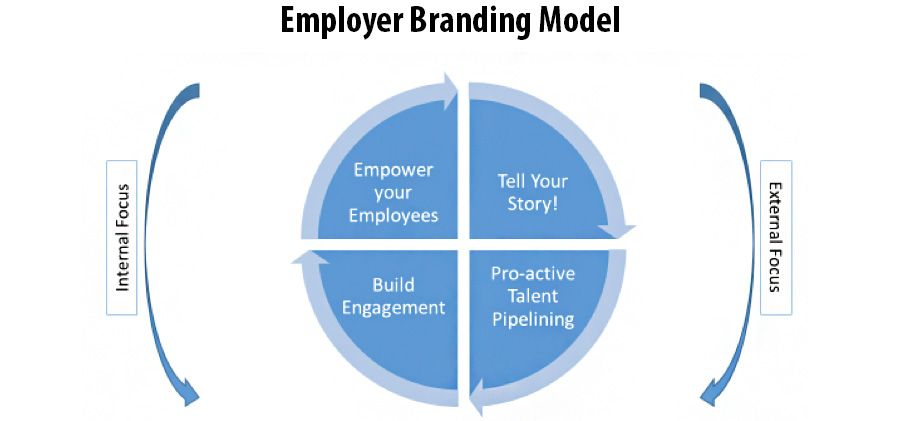 Employer Branding Model
Internal Focus
Empower
your
Employees
Tell Your
Story!
Build
Engagement
Pro-active
Talent
Pipelining
External Focus